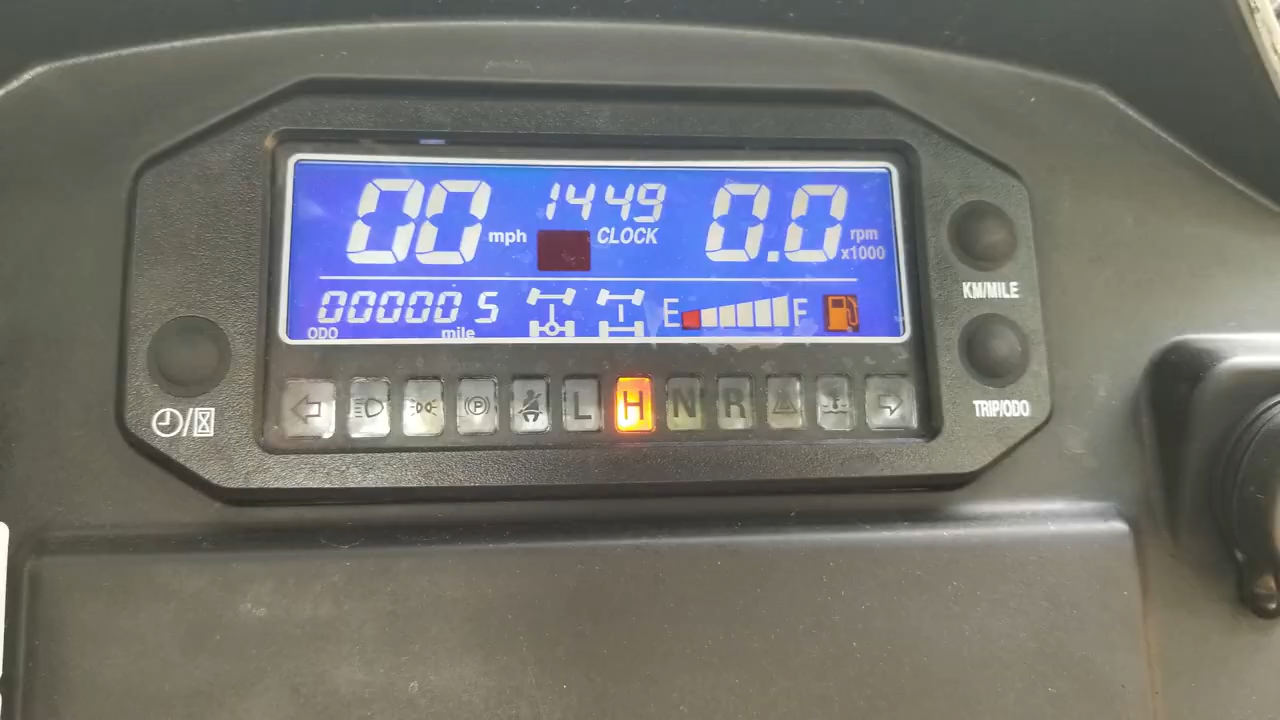 00 mph 1449 CLOCK 0.0 rpm x1000
00000 5 ODO mile E F
KM/MILE
TRIP/ODO
P L H N R